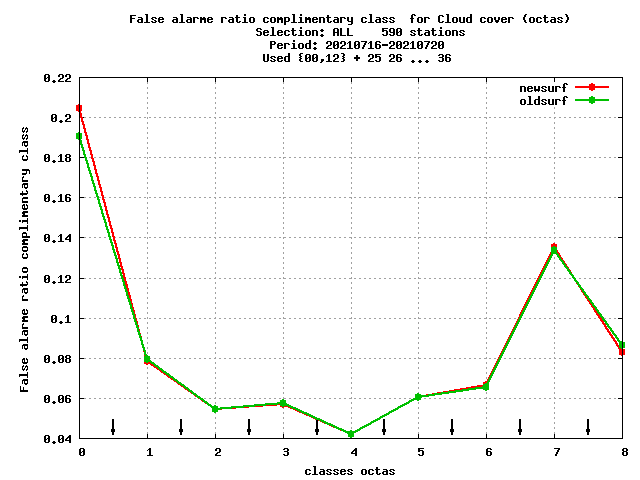 False alarme ratio complimentary class  for Cloud cover (octas)
Selection: ALL    590 stations
Period: 20210716-20210720
Used {00,12} + 25 26 ... 36
newsurf
oldsurf
False alarme ratio complimentary class
0.22
0.2
0.18
0.16
0.14
0.12
0.1
0.08
0.06
0.04
0 1 2 3 4 5 6 7 8
classes octas